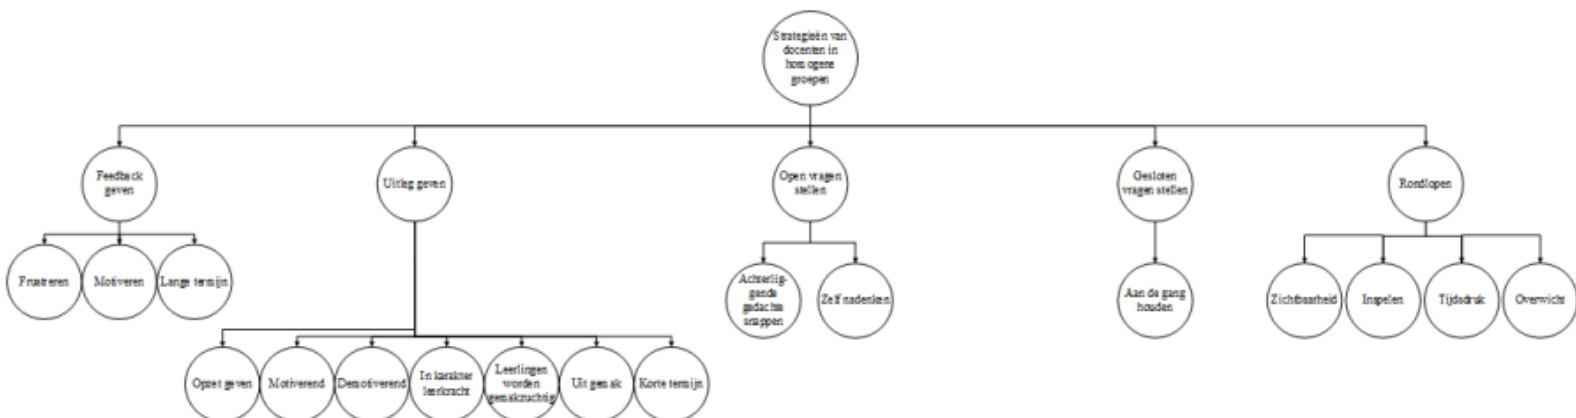 Strategieën van
docenten in
homogene
groepen
Feedback
geven
Uitleg geven
Open vragen
stellen
Gesloten
vragen stellen
Rondlopen
Frustreren
Motiveren
Lange termijn
Achterlig-
gende
gedachte
snappen
Zelf nadenken
Aan de gang
houden
Zichtbaarheid
Inspelen
Tijdsdruk
Overwicht
Opzet geven
Motiverend
Demotiverend
In karakter
leerkracht
Leerlingen
worden
gemakzuchtig
Uit gemak
Korte termijn